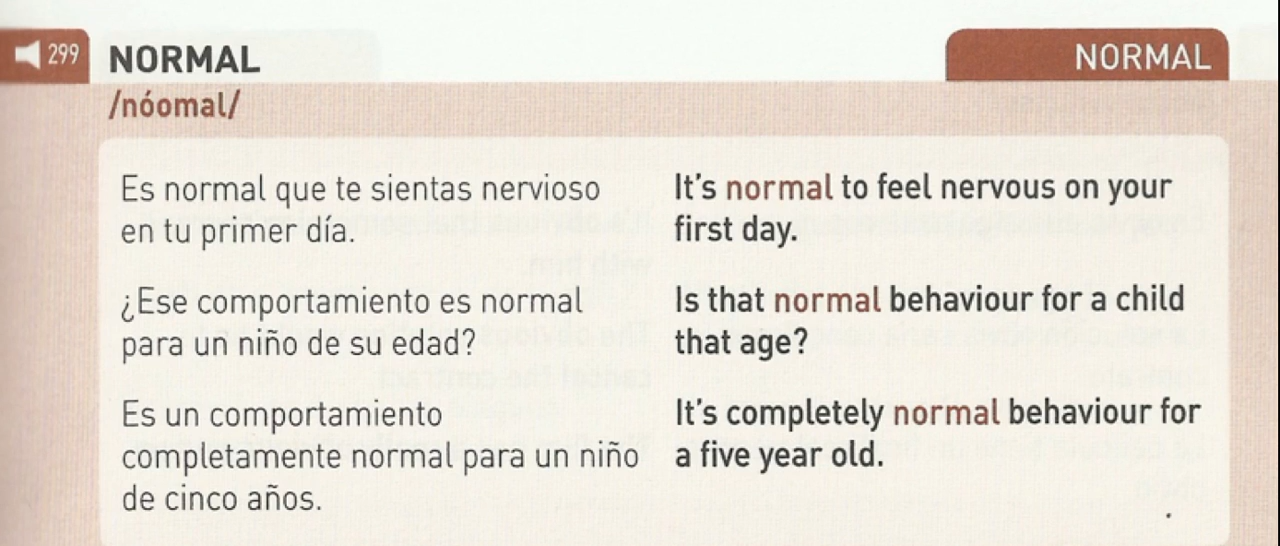 299 NORMAL
NORMAL
/nóomal/
Es normal que te sientas nervioso
en tu primer día.
It's normal to feel nervous on your
first day.
¿Ese comportamiento es normal
para un niño de su edad?
Is that normal behaviour for a child
that age?
Es un comportamiento
completamente normal para un niño
de cinco años.
It's completely normal behaviour for
a five year old.